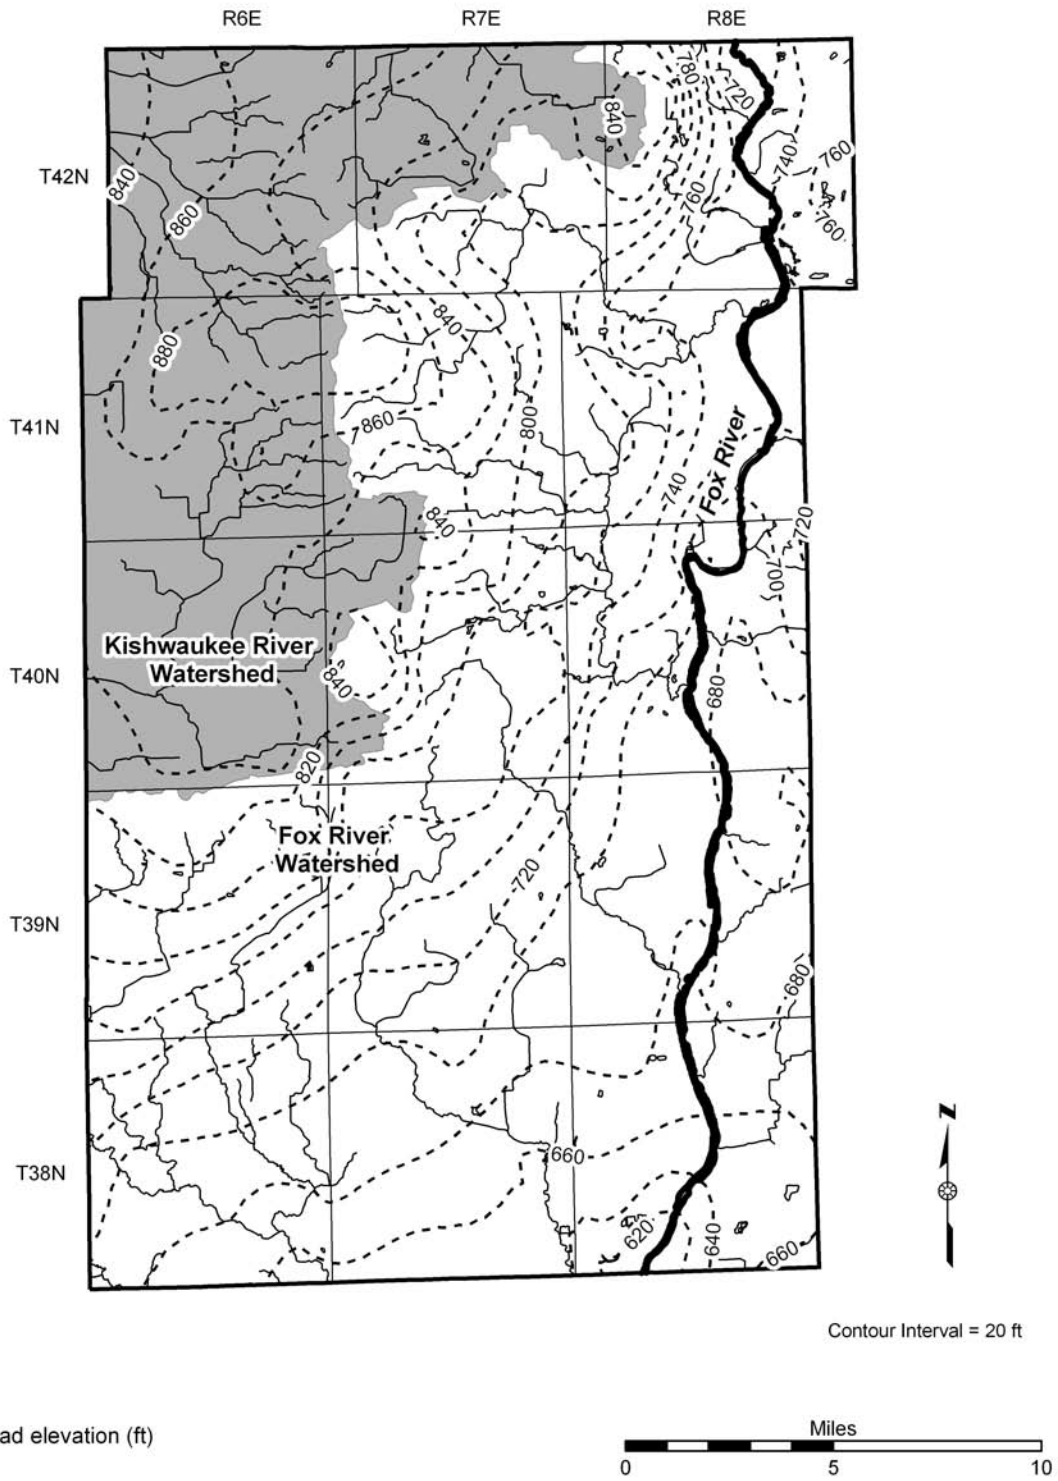 R6E R7E R8E
780
720
840
T42N
840
740
760
860
760
760
840
880
T41N
860
800
Fox River
740
840
720
700
Kishwaukee River
Watershed
T40N
840
680
820
Fox River
Watershed
720
T39N
680
T38N
660
620
640
660
Z
Contour Interval = 20 ft
ad elevation (ft)
Miles
0 5 10